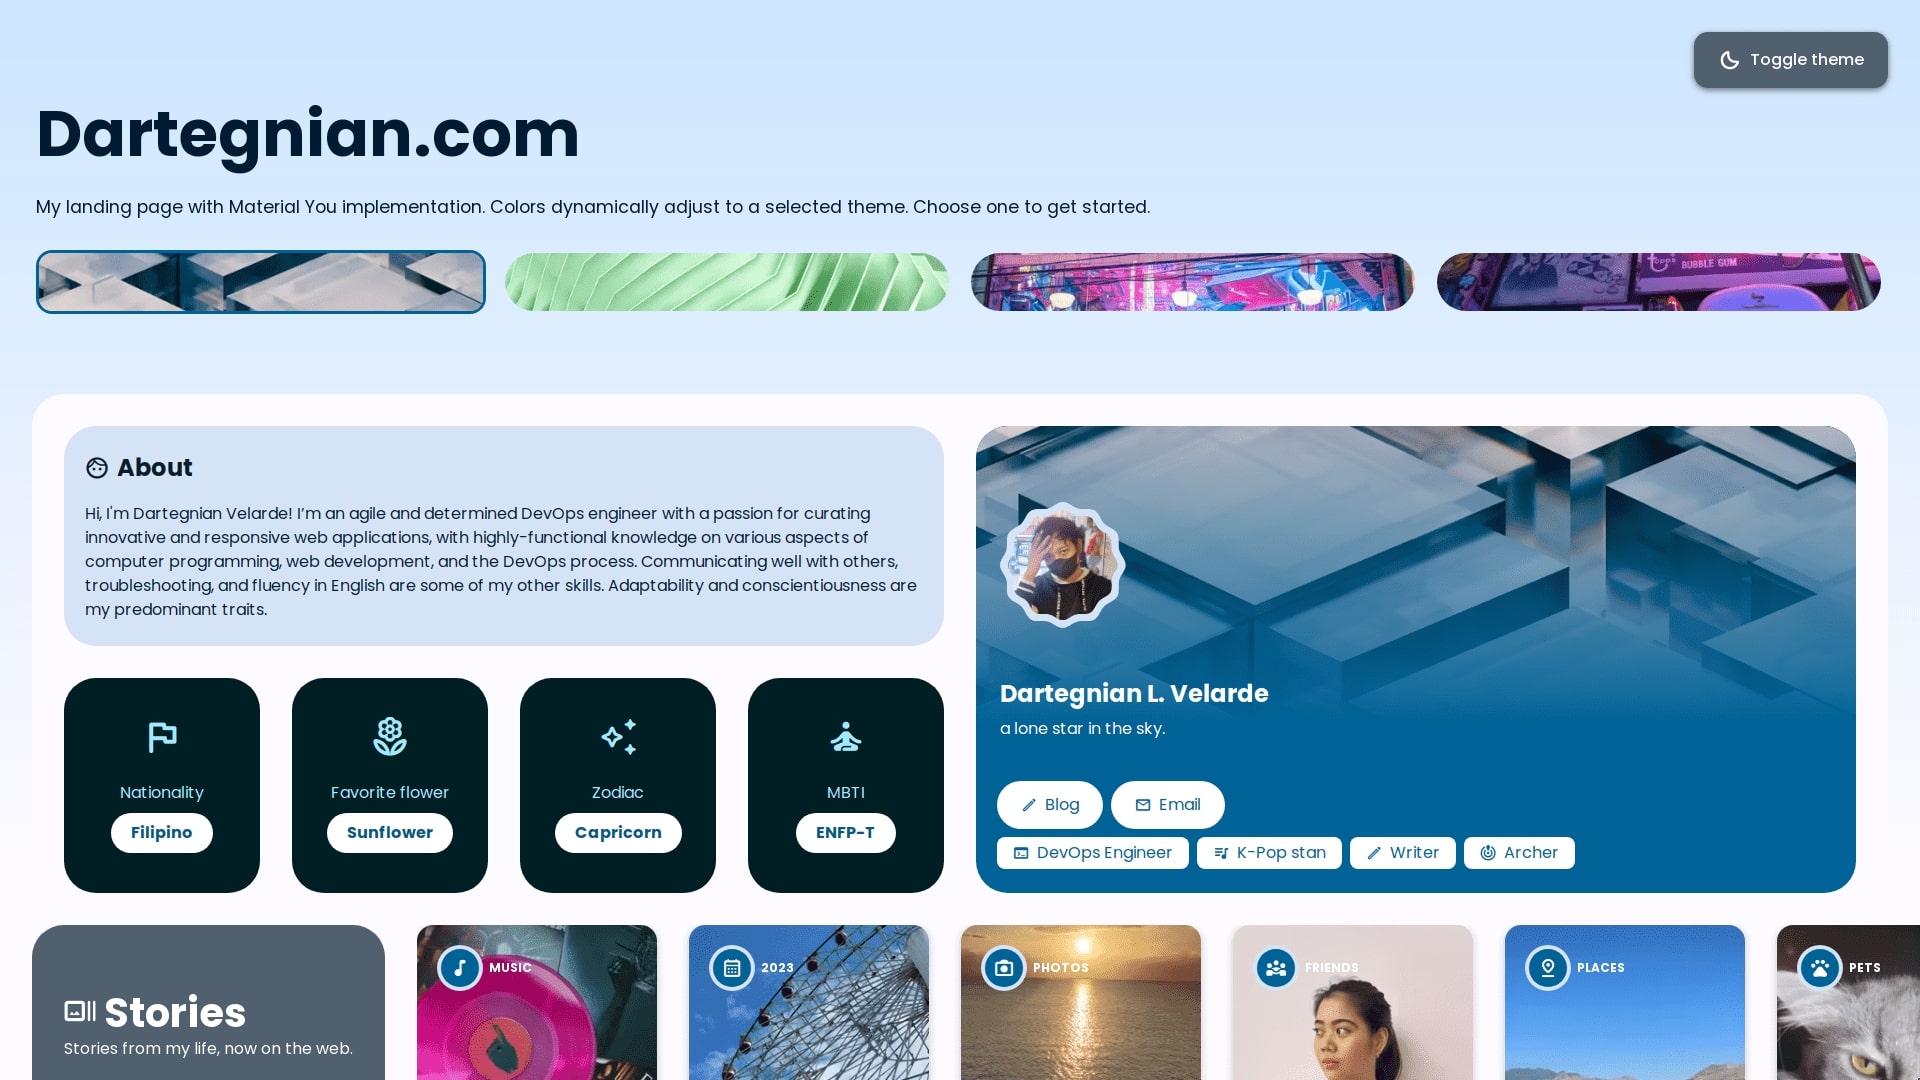 Toggle theme
Dartegnian.com
My landing page with Material You implementation. Colors dynamically adjust to a selected theme. Choose one to get started.
topps
BUBBLE GUM
About
Hi, I'm Dartegnian Velarde! I’m an agile and determined DevOps engineer with a passion for curating
innovative and responsive web applications, with highly-functional knowledge on various aspects of
computer programming, web development, and the DevOps process. Communicating well with others,
troubleshooting, and fluency in English are some of my other skills. Adaptability and conscientiousness are
my predominant traits.
Nationality
Filipino
Favorite flower
Sunflower
Zodiac
Capricorn
MBTI
ENFP-T
Dartegnian L. Velarde
a lone star in the sky.
Blog
Email
DevOps Engineer
K-Pop stan
Writer
Archer
Stories
Stories from my life, now on the web.
MUSIC
2023
PHOTOS
FRIENDS
PLACES
PETS